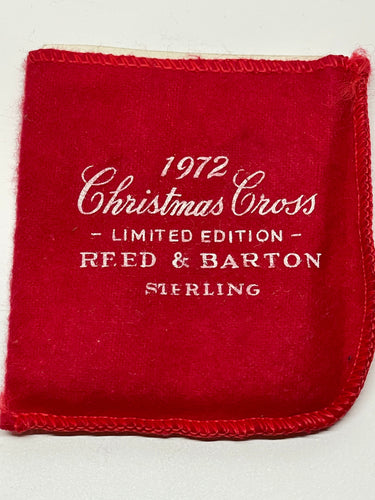 1972
Christmas Cross
- LIMITED EDITION -
REED & BARTON
STERLING